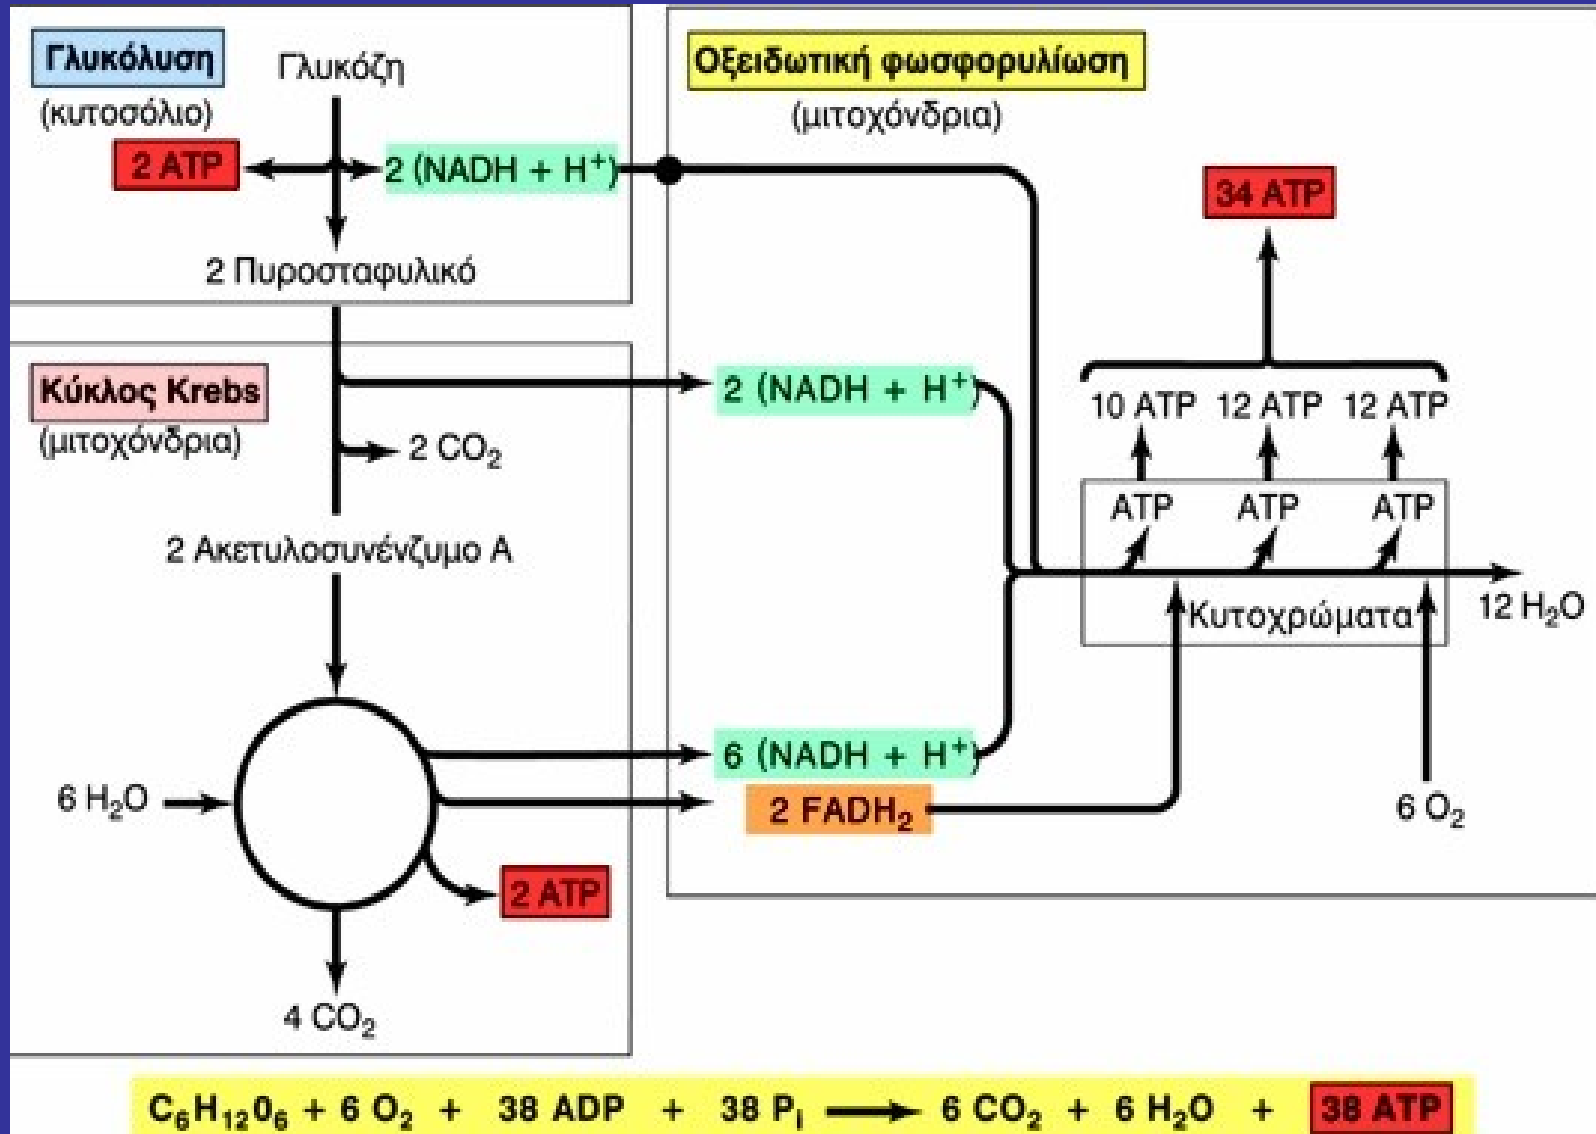 Γλυκόλυση
(κυτοσόλιο)
Γλυκόζη
2 ATP
2 (NADH + H⁺)
2 Πυροσταφυλικό
Κύκλος Krebs
(μιτοχόνδρια)
2 CO₂
2 Ακετυλοσυνένζυμο Α
6 H₂O
2 ATP
4 CO₂
Οξειδωτική φωσφορυλίωση
(μιτοχόνδρια)
34 ATP
2 (NADH + H⁺)
10 ATP 12 ATP 12 ATP
ATP ATP ATP
Κυτοχρώματα
12 H₂O
6 (NADH + H⁺)
2 FADH₂
6 O₂
C₆H₁₂0₆ + 6 O₂ + 38 ADP + 38 Pᵢ → 6 CO₂ + 6 H₂O + 38 ATP